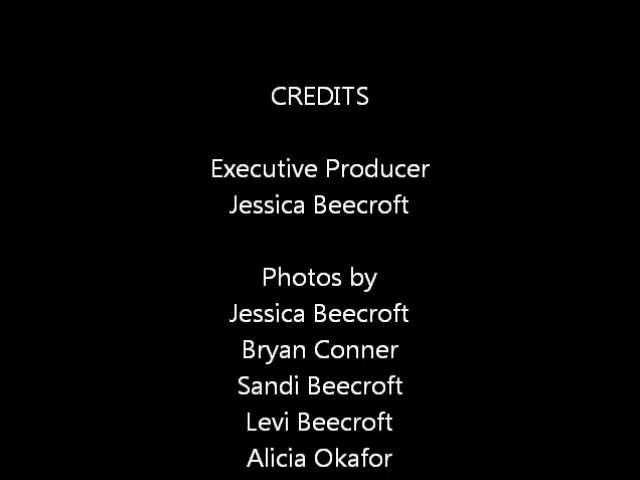 CREDITS
Executive Producer
Jessica Beecroft
Photos by
Jessica Beecroft
Bryan Conner
Sandi Beecroft
Levi Beecroft
Alicia Okafor